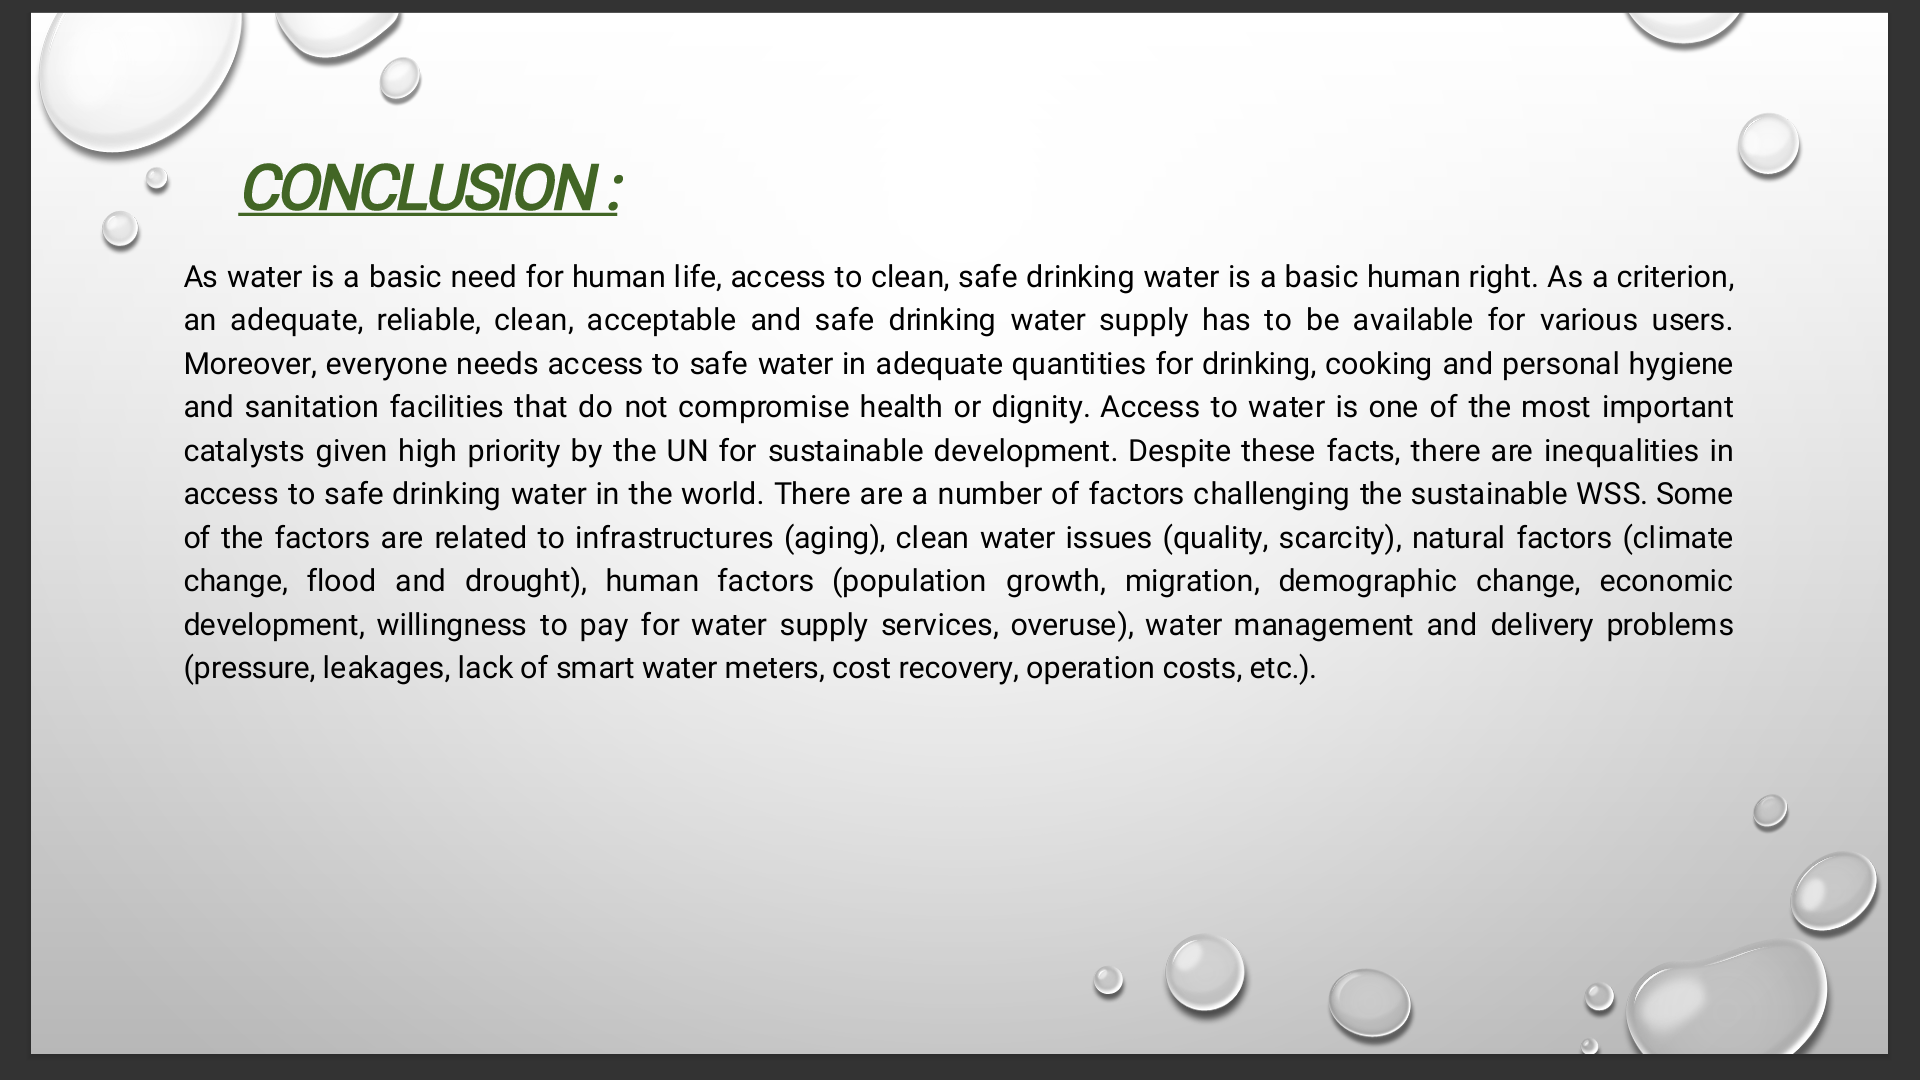 CONCLUSION :
As water is a basic need for human life, access to clean, safe drinking water is a basic human right. As a criterion,
an adequate, reliable, clean, acceptable and safe drinking water supply has to be available for various users.
Moreover, everyone needs access to safe water in adequate quantities for drinking, cooking and personal hygiene
and sanitation facilities that do not compromise health or dignity. Access to water is one of the most important
catalysts given high priority by the UN for sustainable development. Despite these facts, there are inequalities in
access to safe drinking water in the world. There are a number of factors challenging the sustainable WSS. Some
of the factors are related to infrastructures (aging), clean water issues (quality, scarcity), natural factors (climate
change, flood and drought), human factors (population growth, migration, demographic change, economic
development, willingness to pay for water supply services, overuse), water management and delivery problems
(pressure, leakages, lack of smart water meters, cost recovery, operation costs, etc.).